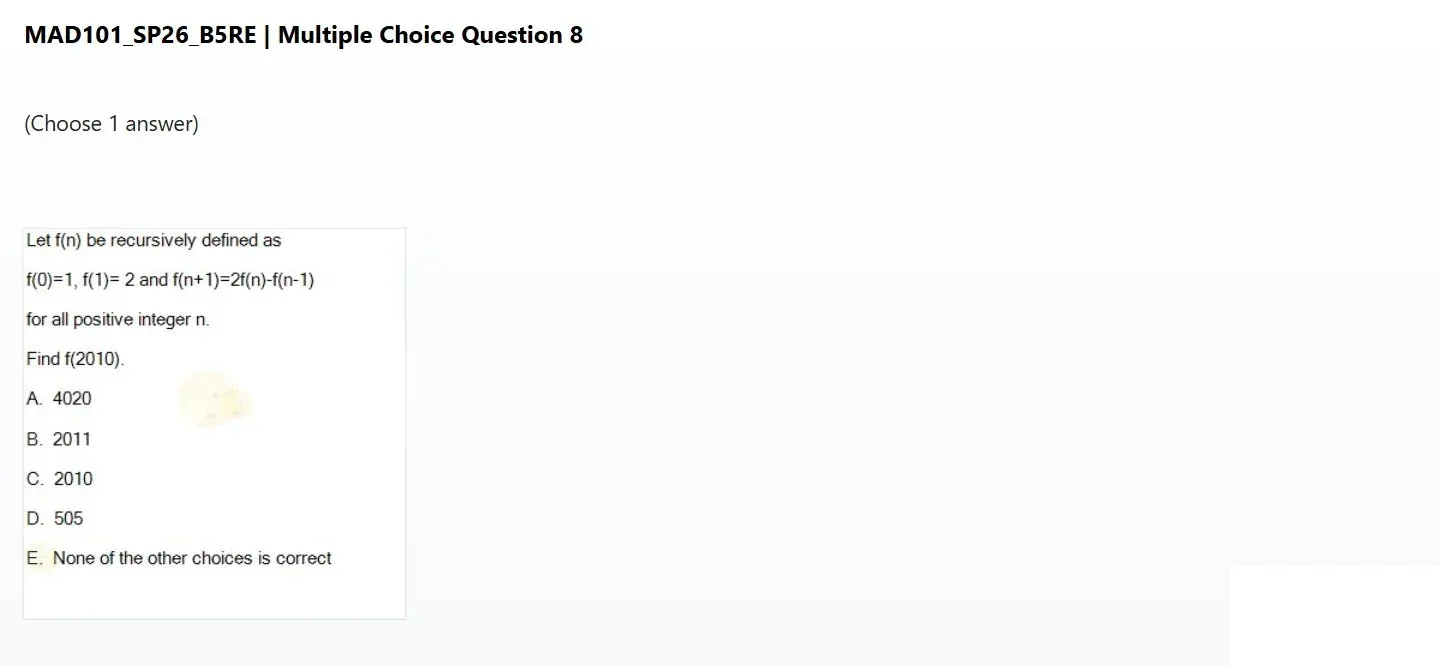 MAD101_SP26_B5RE | Multiple Choice Question 8
(Choose 1 answer)
Let f(n) be recursively defined as
f(0)=1, f(1)= 2 and f(n+1)=2f(n)-f(n-1)
for all positive integer n.
Find f(2010).
A. 4020
B. 2011
C. 2010
D. 505
E. None of the other choices is correct